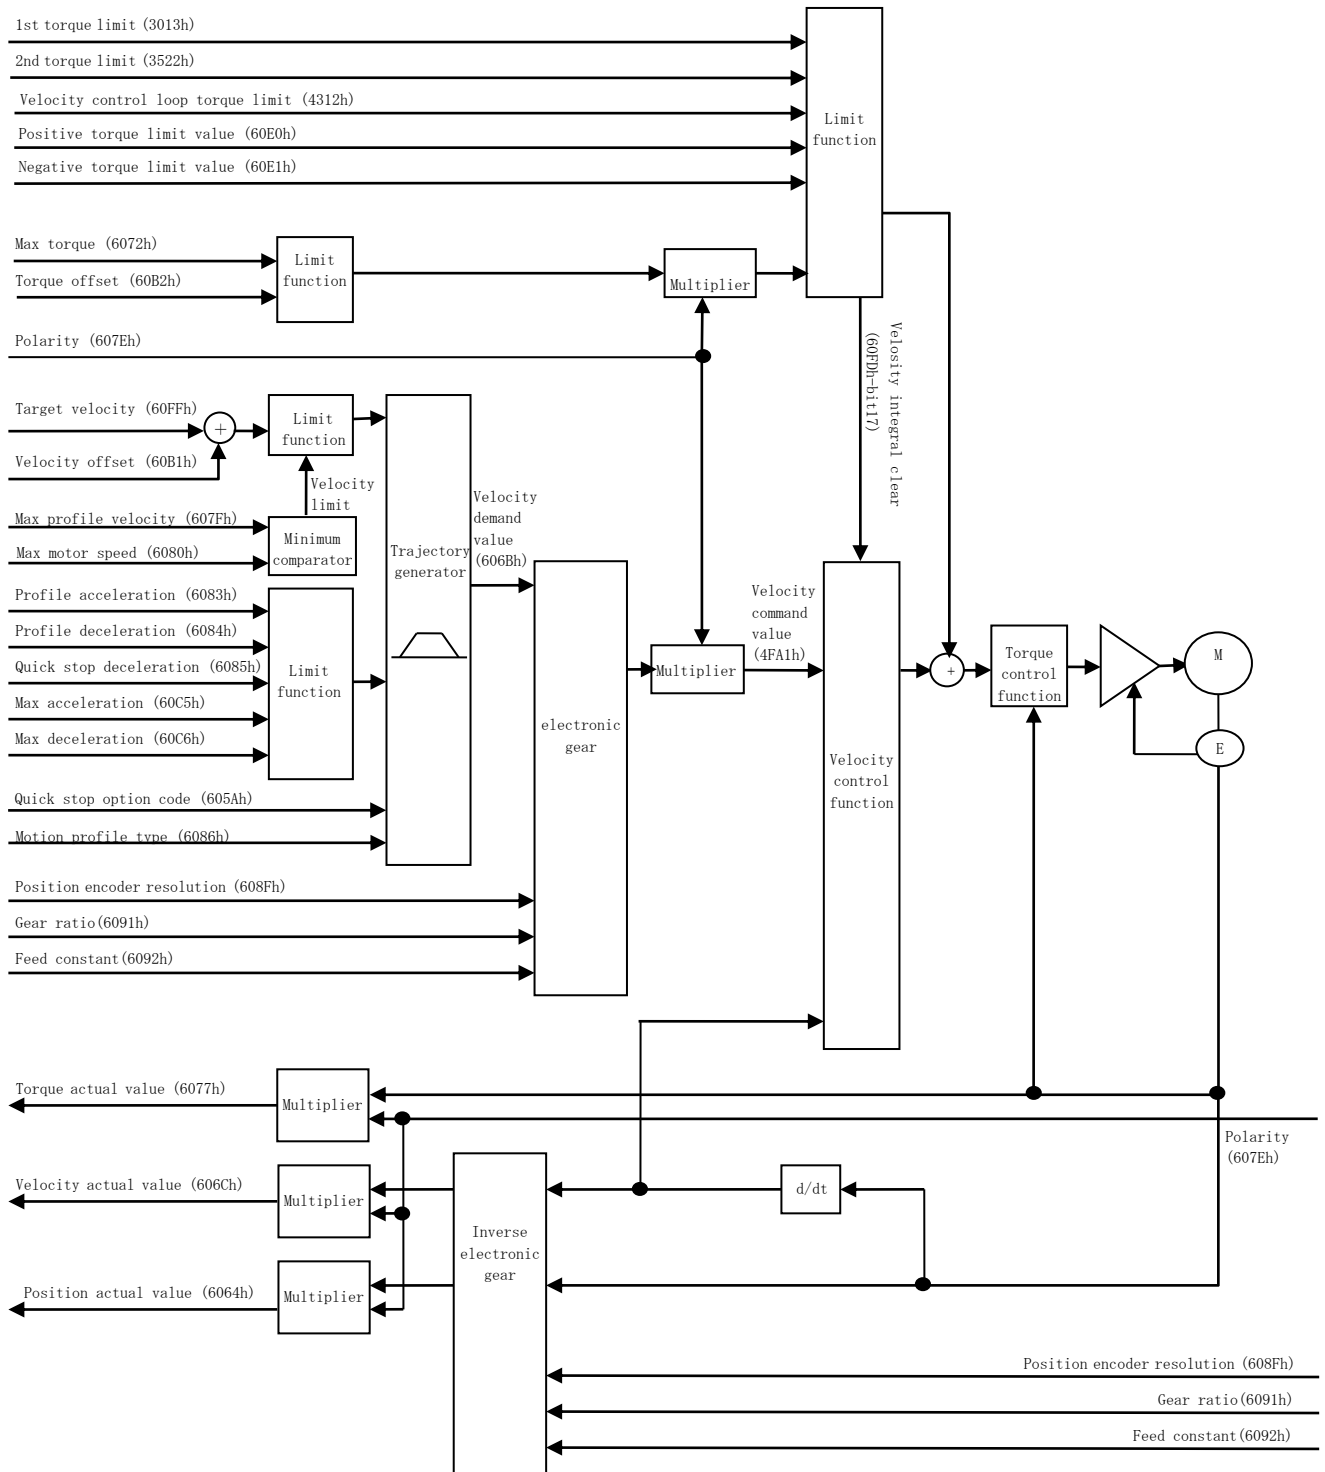 1st torque limit (3013h)
2nd torque limit (3522h)
Velocity control loop torque limit (4312h)
Positive torque limit value (60E0h)
Negative torque limit value (60E1h)
Limit
function
Max torque (6072h)
Torque offset (60B2h)
Limit
function
Multiplier
Polarity (607Eh)
Velosity integral clear
(60FDh-bit17)
Target velocity (60FFh)
+
Velocity offset (60B1h)
Limit
function
Velocity
limit
Max profile velocity (607Fh)
Max motor speed (6080h)
Minimum
comparator
Profile acceleration (6083h)
Profile deceleration (6084h)
Quick stop deceleration (6085h)
Max acceleration (60C5h)
Max deceleration (60C6h)
Limit
function
Quick stop option code (605Ah)
Motion profile type (6086h)
Trajectory
generator
Velocity
demand
value
(606Bh)
Position encoder resolution (608Fh)
Gear ratio(6091h)
Feed constant(6092h)
electronic
gear
Multiplier
Velocity
command
value
(4FA1h)
Velocity
control
function
+
Torque
control
function
M
E
Torque actual value (6077h)
Multiplier
Polarity
(607Eh)
Velocity actual value (606Ch)
Multiplier
d/dt
Inverse
electronic
gear
Position actual value (6064h)
Multiplier
Position encoder resolution (608Fh)
Gear ratio(6091h)
Feed constant(6092h)